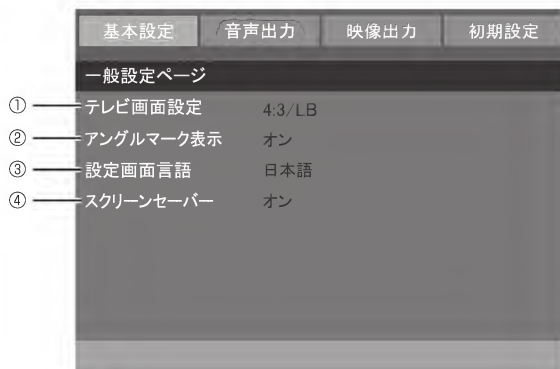 基本設定 音声出力 映像出力 初期設定
一般設定ページ
① テレビ画面設定 4:3/LB
② アングルマーク表示 オン
③ 設定画面言語 日本語
④ スクリーンセーバー オン